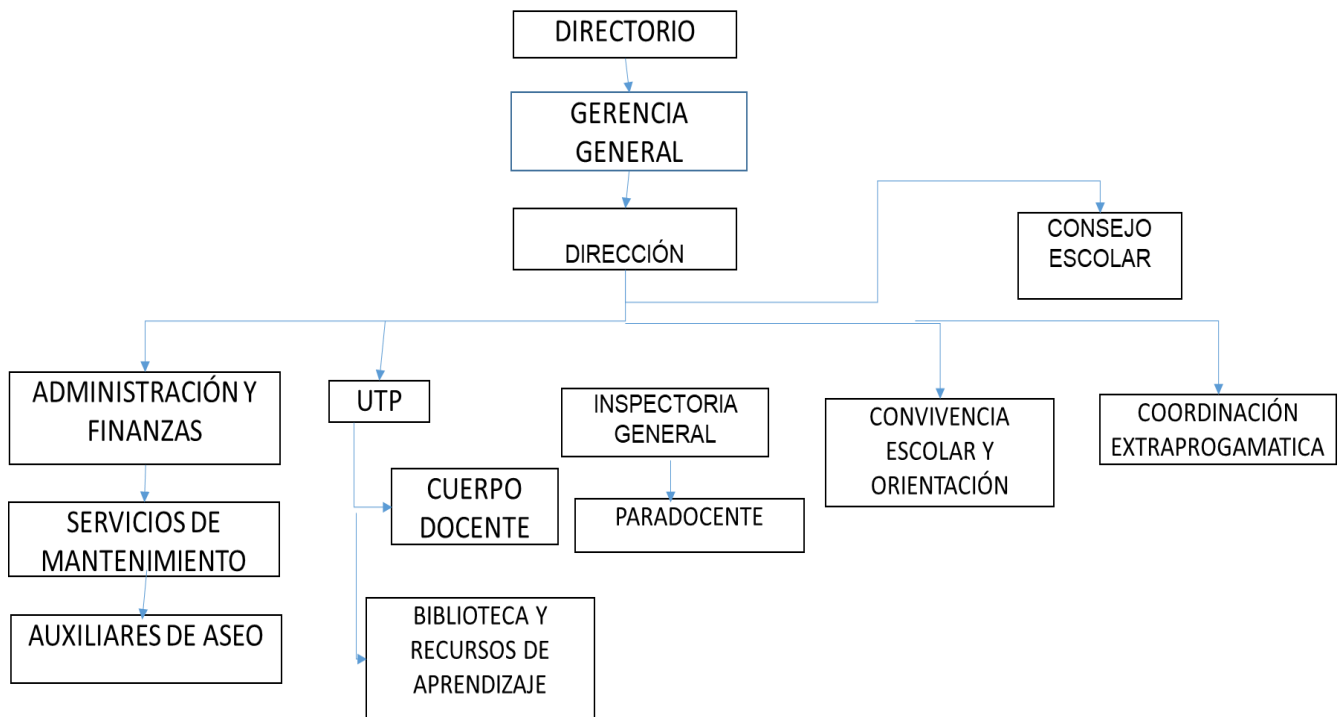 DIRECTORIO
GERENCIA
GENERAL
DIRECCIÓN
CONSEJO
ESCOLAR
ADMINISTRACIÓN Y
FINANZAS
UTP
INSPECTORIA
GENERAL
CONVIVENCIA
ESCOLAR Y
ORIENTACIÓN
COORDINACIÓN
EXTRAPROGAMATICA
SERVICIOS DE
MANTENIMIENTO
CUERPO
DOCENTE
PARADOCENTE
AUXILIARES DE ASEO
BIBLIOTECA Y
RECURSOS DE
APRENDIZAJE